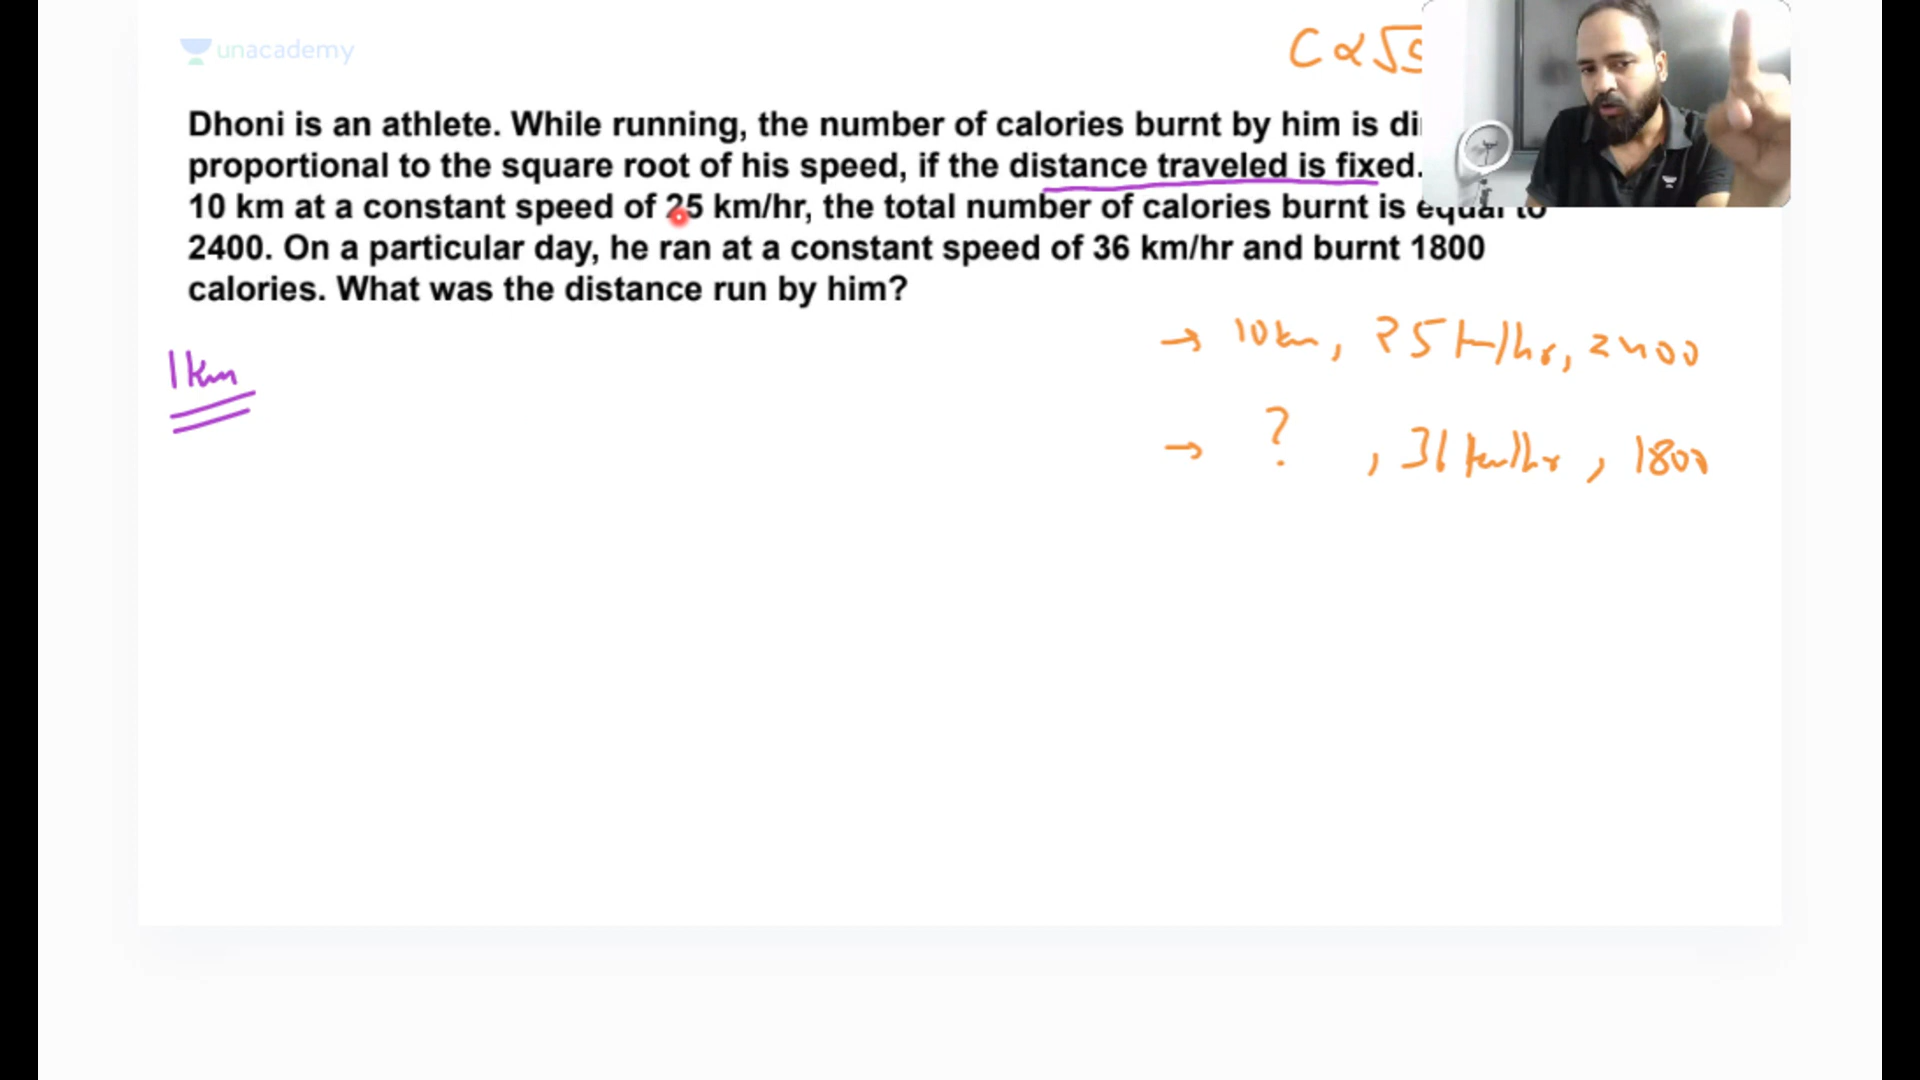 unacademy
C ∝ √S
Dhoni is an athlete. While running, the number of calories burnt by him is
proportional to the square root of his speed, if the distance traveled is fixed.
10 km at a constant speed of 25 km/hr, the total number of calories burnt is equal to
2400. On a particular day, he ran at a constant speed of 36 km/hr and burnt 1800
calories. What was the distance run by him?
→ 10km, 25 km/hr, 2400
1km
→ ? , 36 km/hr, 1800